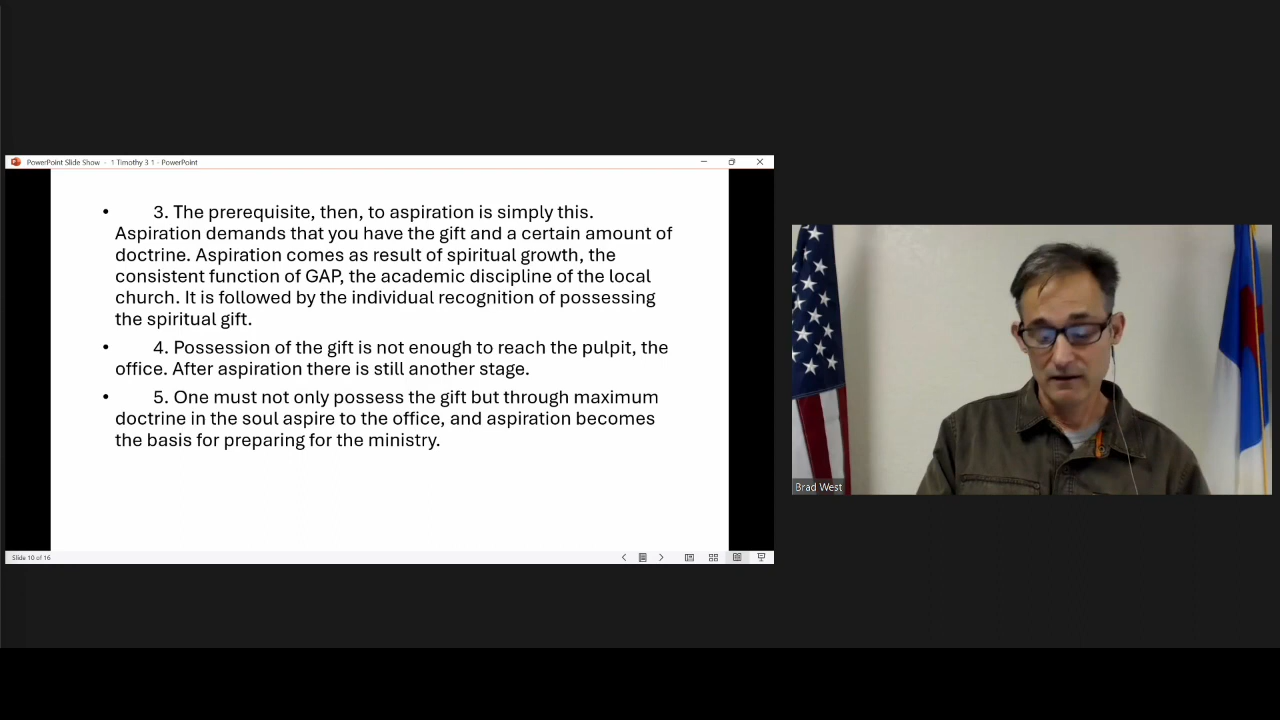 PowerPoint Slide Show - 1 Timothy 3 1 - PowerPoint
• 3. The prerequisite, then, to aspiration is simply this.
Aspiration demands that you have the gift and a certain amount of
doctrine. Aspiration comes as result of spiritual growth, the
consistent function of GAP, the academic discipline of the local
church. It is followed by the individual recognition of possessing
the spiritual gift.
• 4. Possession of the gift is not enough to reach the pulpit, the
office. After aspiration there is still another stage.
• 5. One must not only possess the gift but through maximum
doctrine in the soul aspire to the office, and aspiration becomes
the basis for preparing for the ministry.
Slide 10 of 16
Brad West